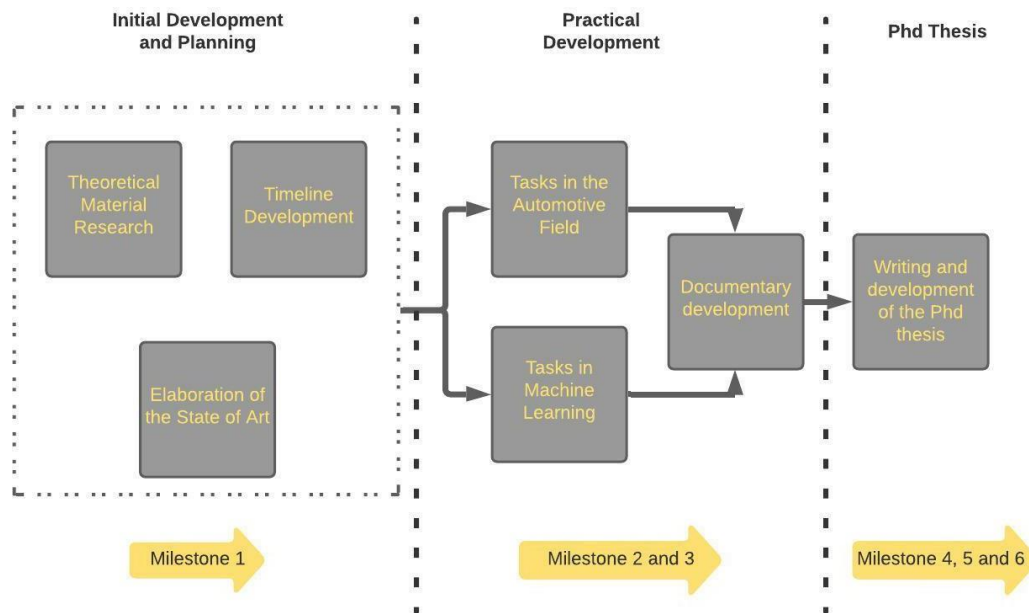 Initial Development
and Planning
Practical
Development
Phd Thesis
Theoretical
Material
Research
Timeline
Development
Elaboration of
the State of Art
Tasks in the
Automotive
Field
Tasks in
Machine
Learning
Documentary
development
Writing and
development
of the Phd
thesis
Milestone 1
Milestone 2 and 3
Milestone 4, 5 and 6